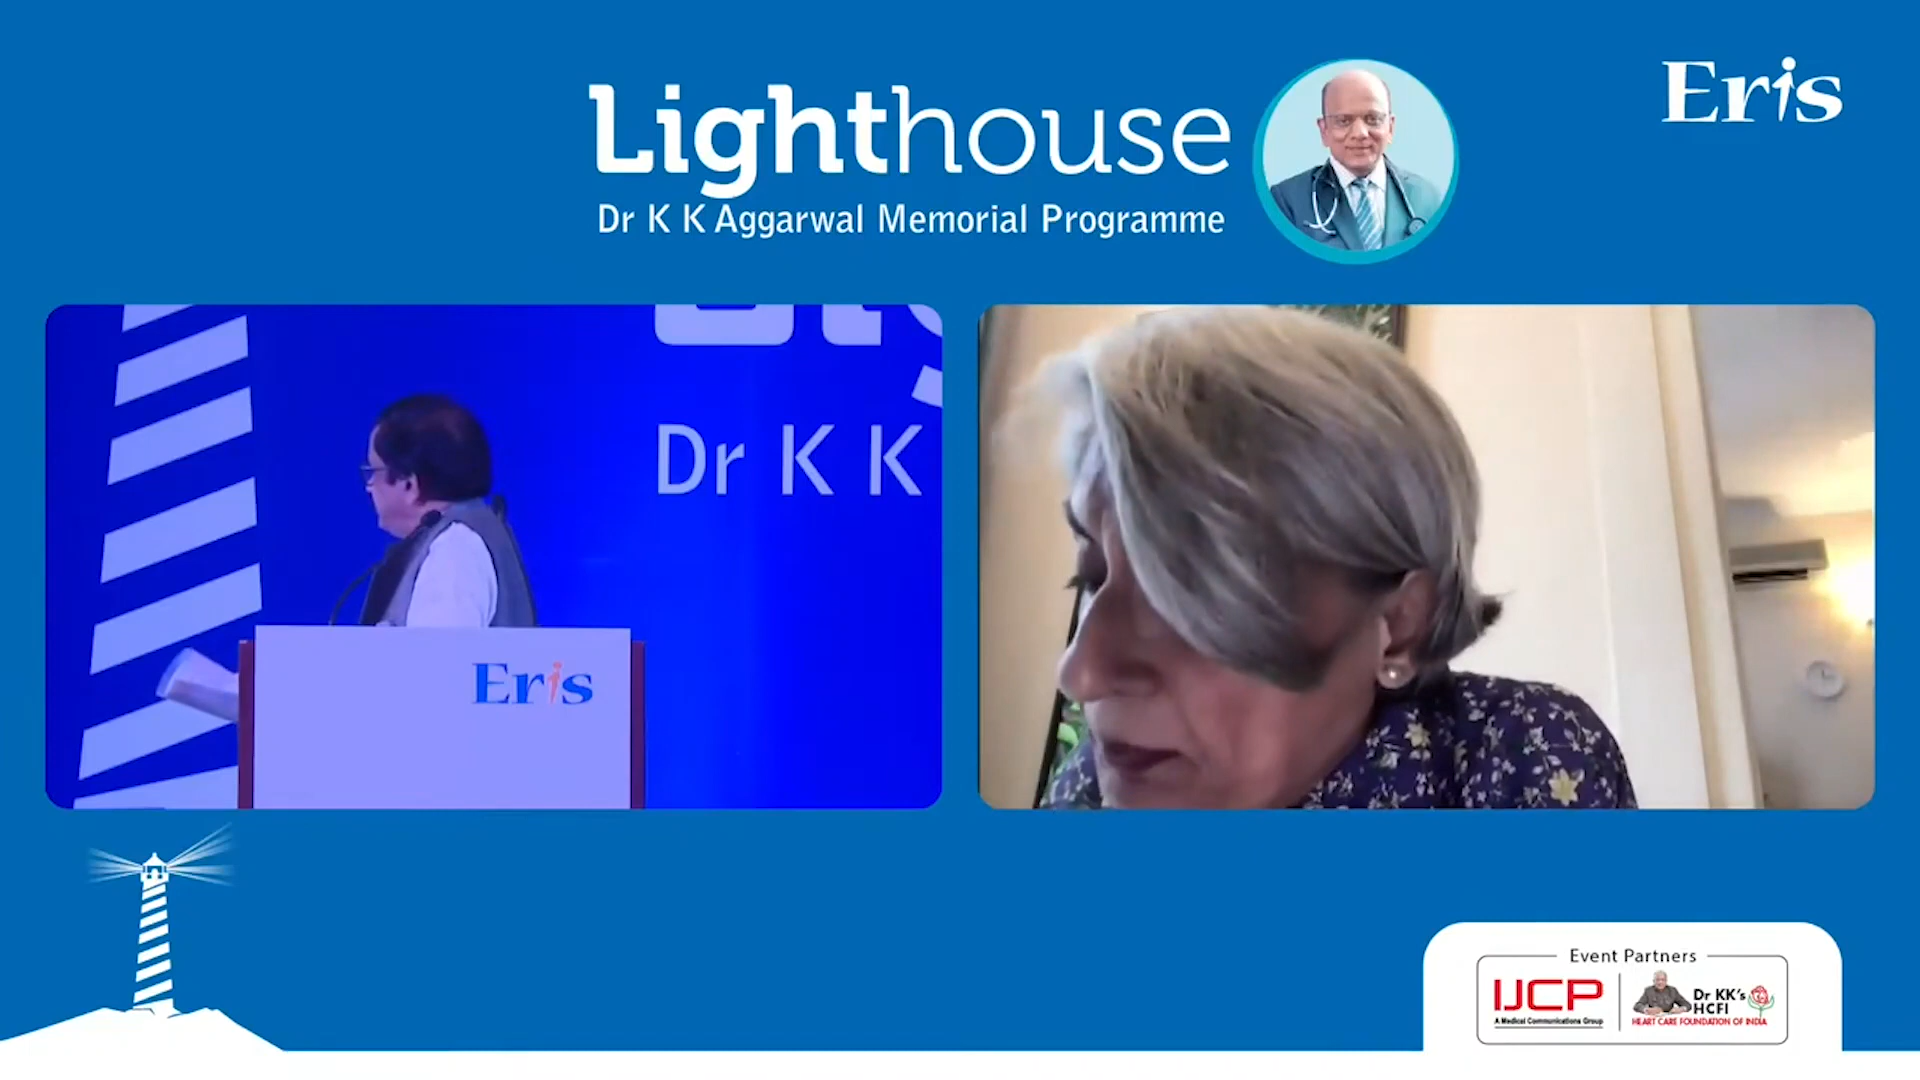 Lighthouse
Dr K K Aggarwal Memorial Programme
Eris
Dr K K
Eris
Event Partners
IJCP
A Medical Communications Group
Dr KK's
HCFI
HEART CARE FOUNDATION OF INDIA